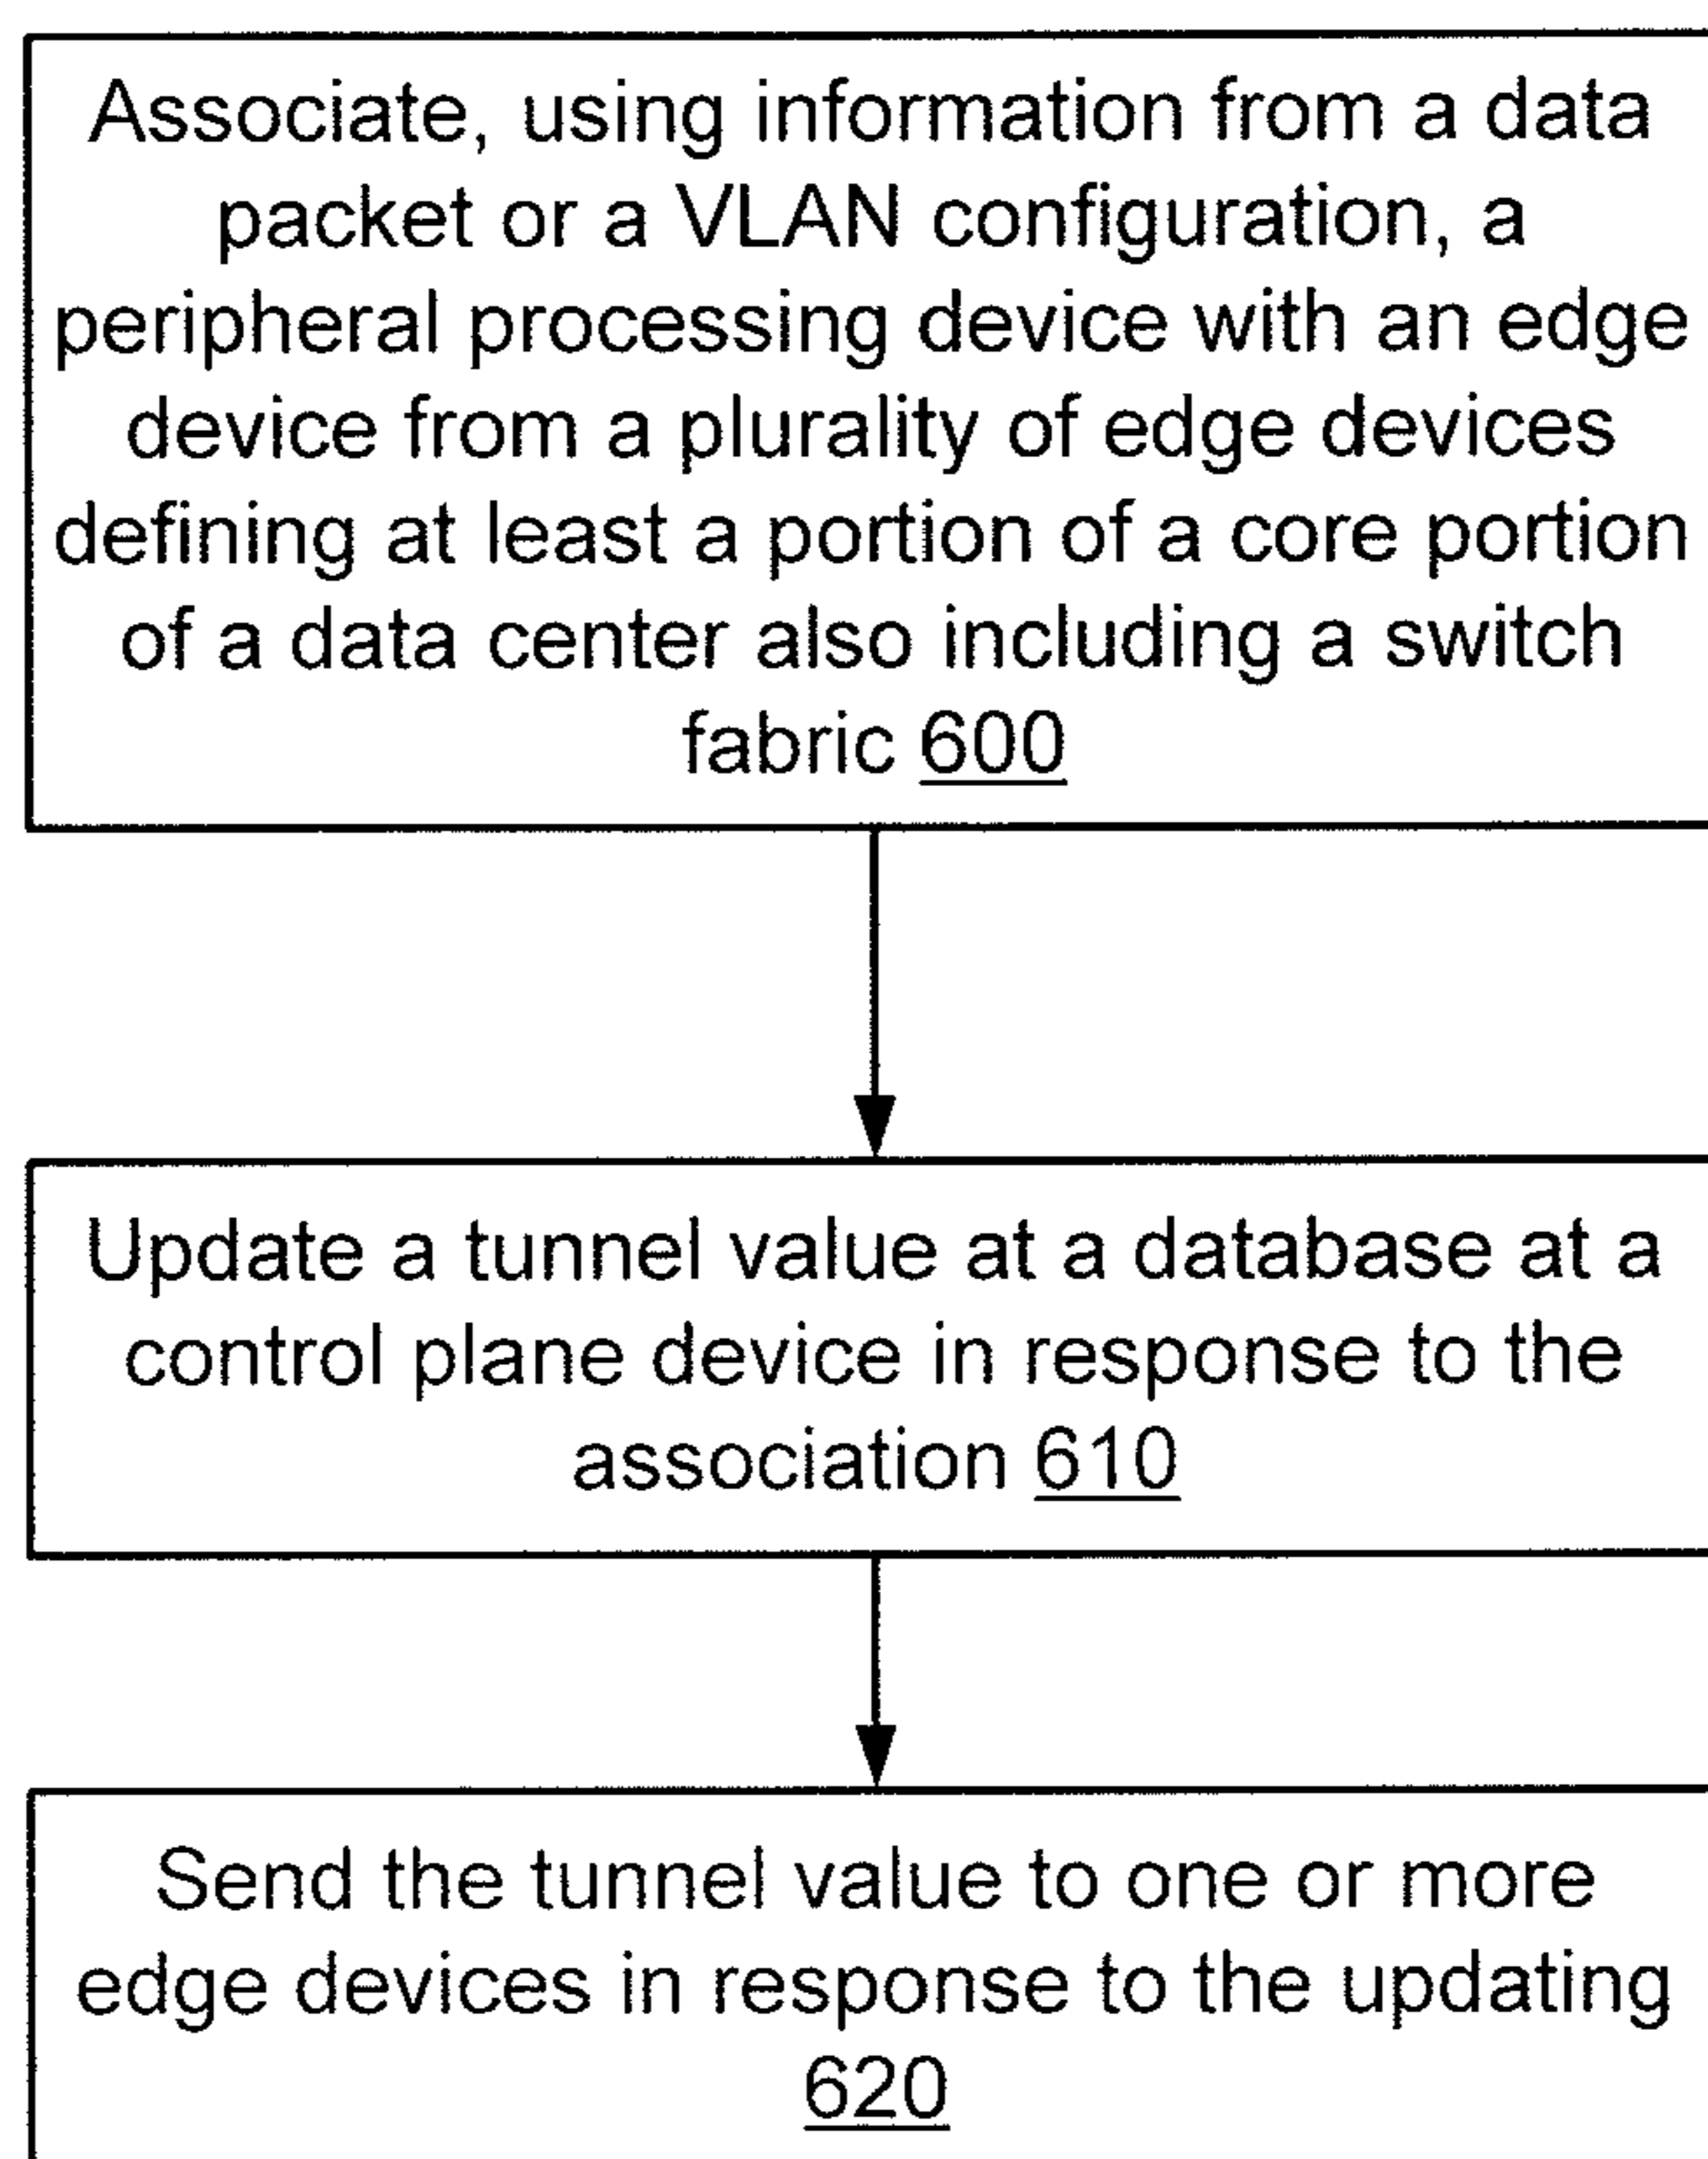 Associate, using information from a data
packet or a VLAN configuration, a
peripheral processing device with an edge
device from a plurality of edge devices
defining at least a portion of a core portion
of a data center also including a switch
fabric 600
Update a tunnel value at a database at a
control plane device in response to the
association 610
Send the tunnel value to one or more
edge devices in response to the updating
620